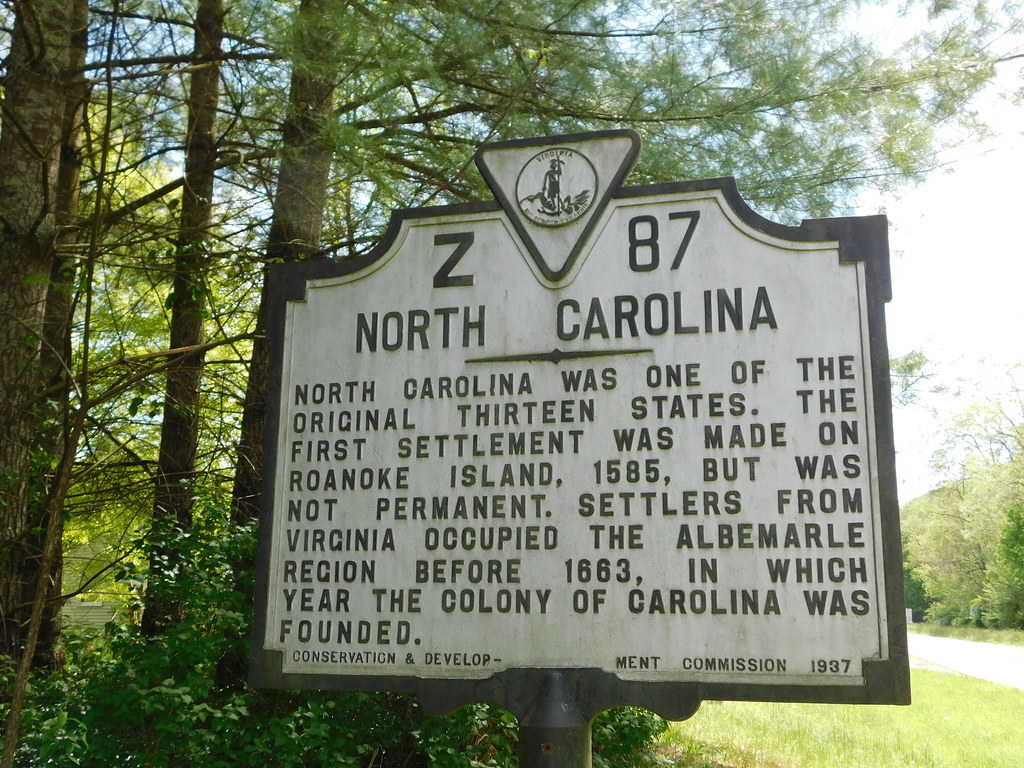 VIRGINIA
Z 87
NORTH CAROLINA
NORTH CAROLINA WAS ONE OF THE
ORIGINAL THIRTEEN STATES. THE
FIRST SETTLEMENT WAS MADE ON
ROANOKE ISLAND, 1585, BUT WAS
NOT PERMANENT. SETTLERS FROM
VIRGINIA OCCUPIED THE ALBEMARLE
REGION BEFORE 1663, IN WHICH
YEAR THE COLONY OF CAROLINA WAS
FOUNDED.
CONSERVATION & DEVELOP- MENT COMMISSION 1937